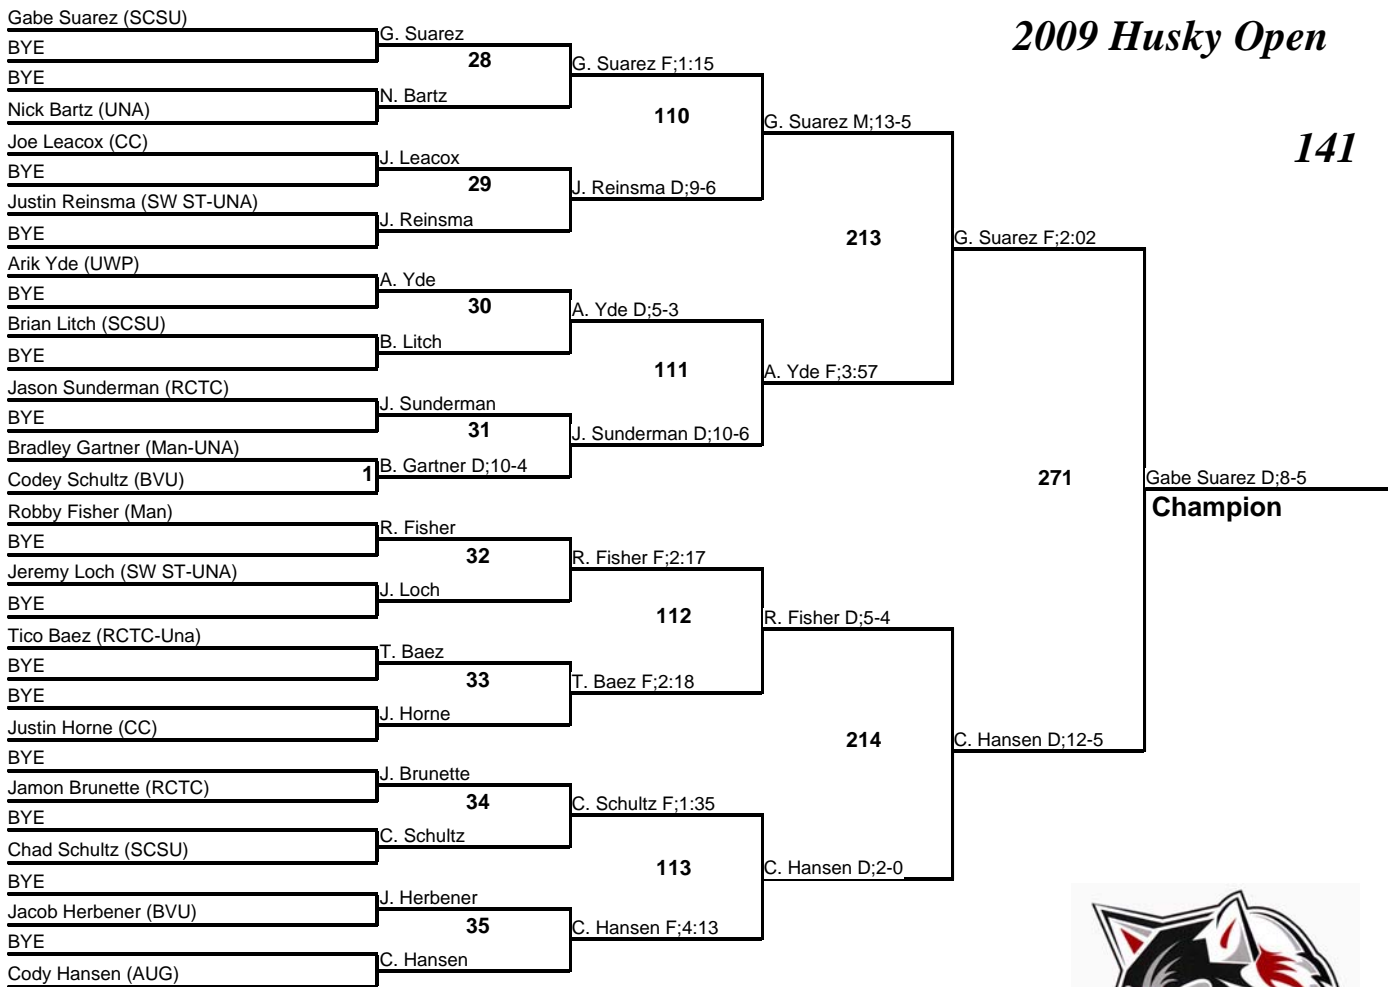 2009 Husky Open
141
Gabe Suarez (SCSU)
BYE
BYE
Nick Bartz (UNA)
Joe Leacox (CC)
BYE
Justin Reinsma (SW ST-UNA)
BYE
Arik Yde (UWP)
BYE
Brian Litch (SCSU)
BYE
Jason Sunderman (RCTC)
BYE
Bradley Gartner (Man-UNA)
1
Codey Schultz (BVU)
Robby Fisher (Man)
BYE
Jeremy Loch (SW ST-UNA)
BYE
Tico Baez (RCTC-Una)
BYE
BYE
Justin Horne (CC)
BYE
Jamon Brunette (RCTC)
BYE
Chad Schultz (SCSU)
BYE
Jacob Herbener (BVU)
BYE
Cody Hansen (AUG)
G. Suarez
28
N. Bartz
J. Leacox
29
J. Reinsma
A. Yde
30
B. Litch
J. Sunderman
31
B. Gartner D;10-4
R. Fisher
32
J. Loch
T. Baez
33
J. Horne
J. Brunette
34
C. Schultz
J. Herbener
35
C. Hansen
G. Suarez F;1:15
110
J. Reinsma D;9-6
A. Yde D;5-3
111
J. Sunderman D;10-6
R. Fisher F;2:17
112
T. Baez F;2:18
C. Schultz F;1:35
113
C. Hansen F;4:13
G. Suarez M;13-5
213
A. Yde F;3:57
R. Fisher D;5-4
214
C. Hansen D;2-0
G. Suarez F;2:02
271
C. Hansen D;12-5
Gabe Suarez D;8-5
Champion